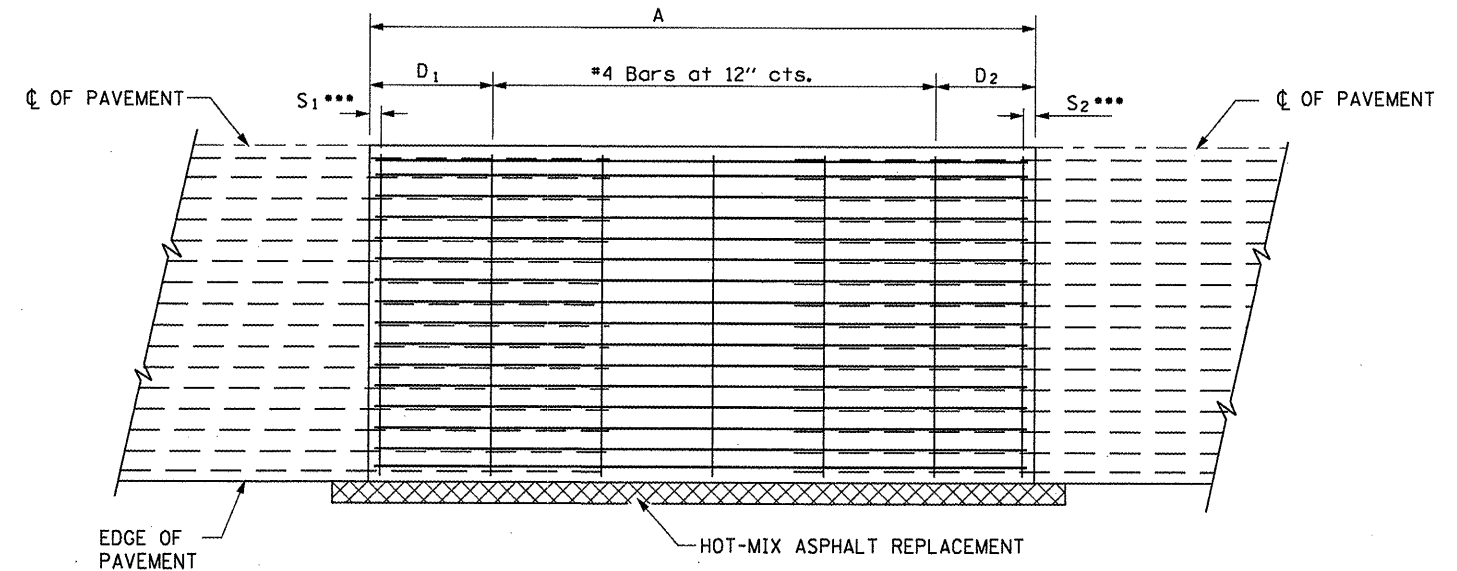 A
D1
#4 Bars at 12" cts.
D2
℄ OF PAVEMENT
S1***
S2***
℄ OF PAVEMENT
EDGE OF
PAVEMENT
HOT-MIX ASPHALT REPLACEMENT